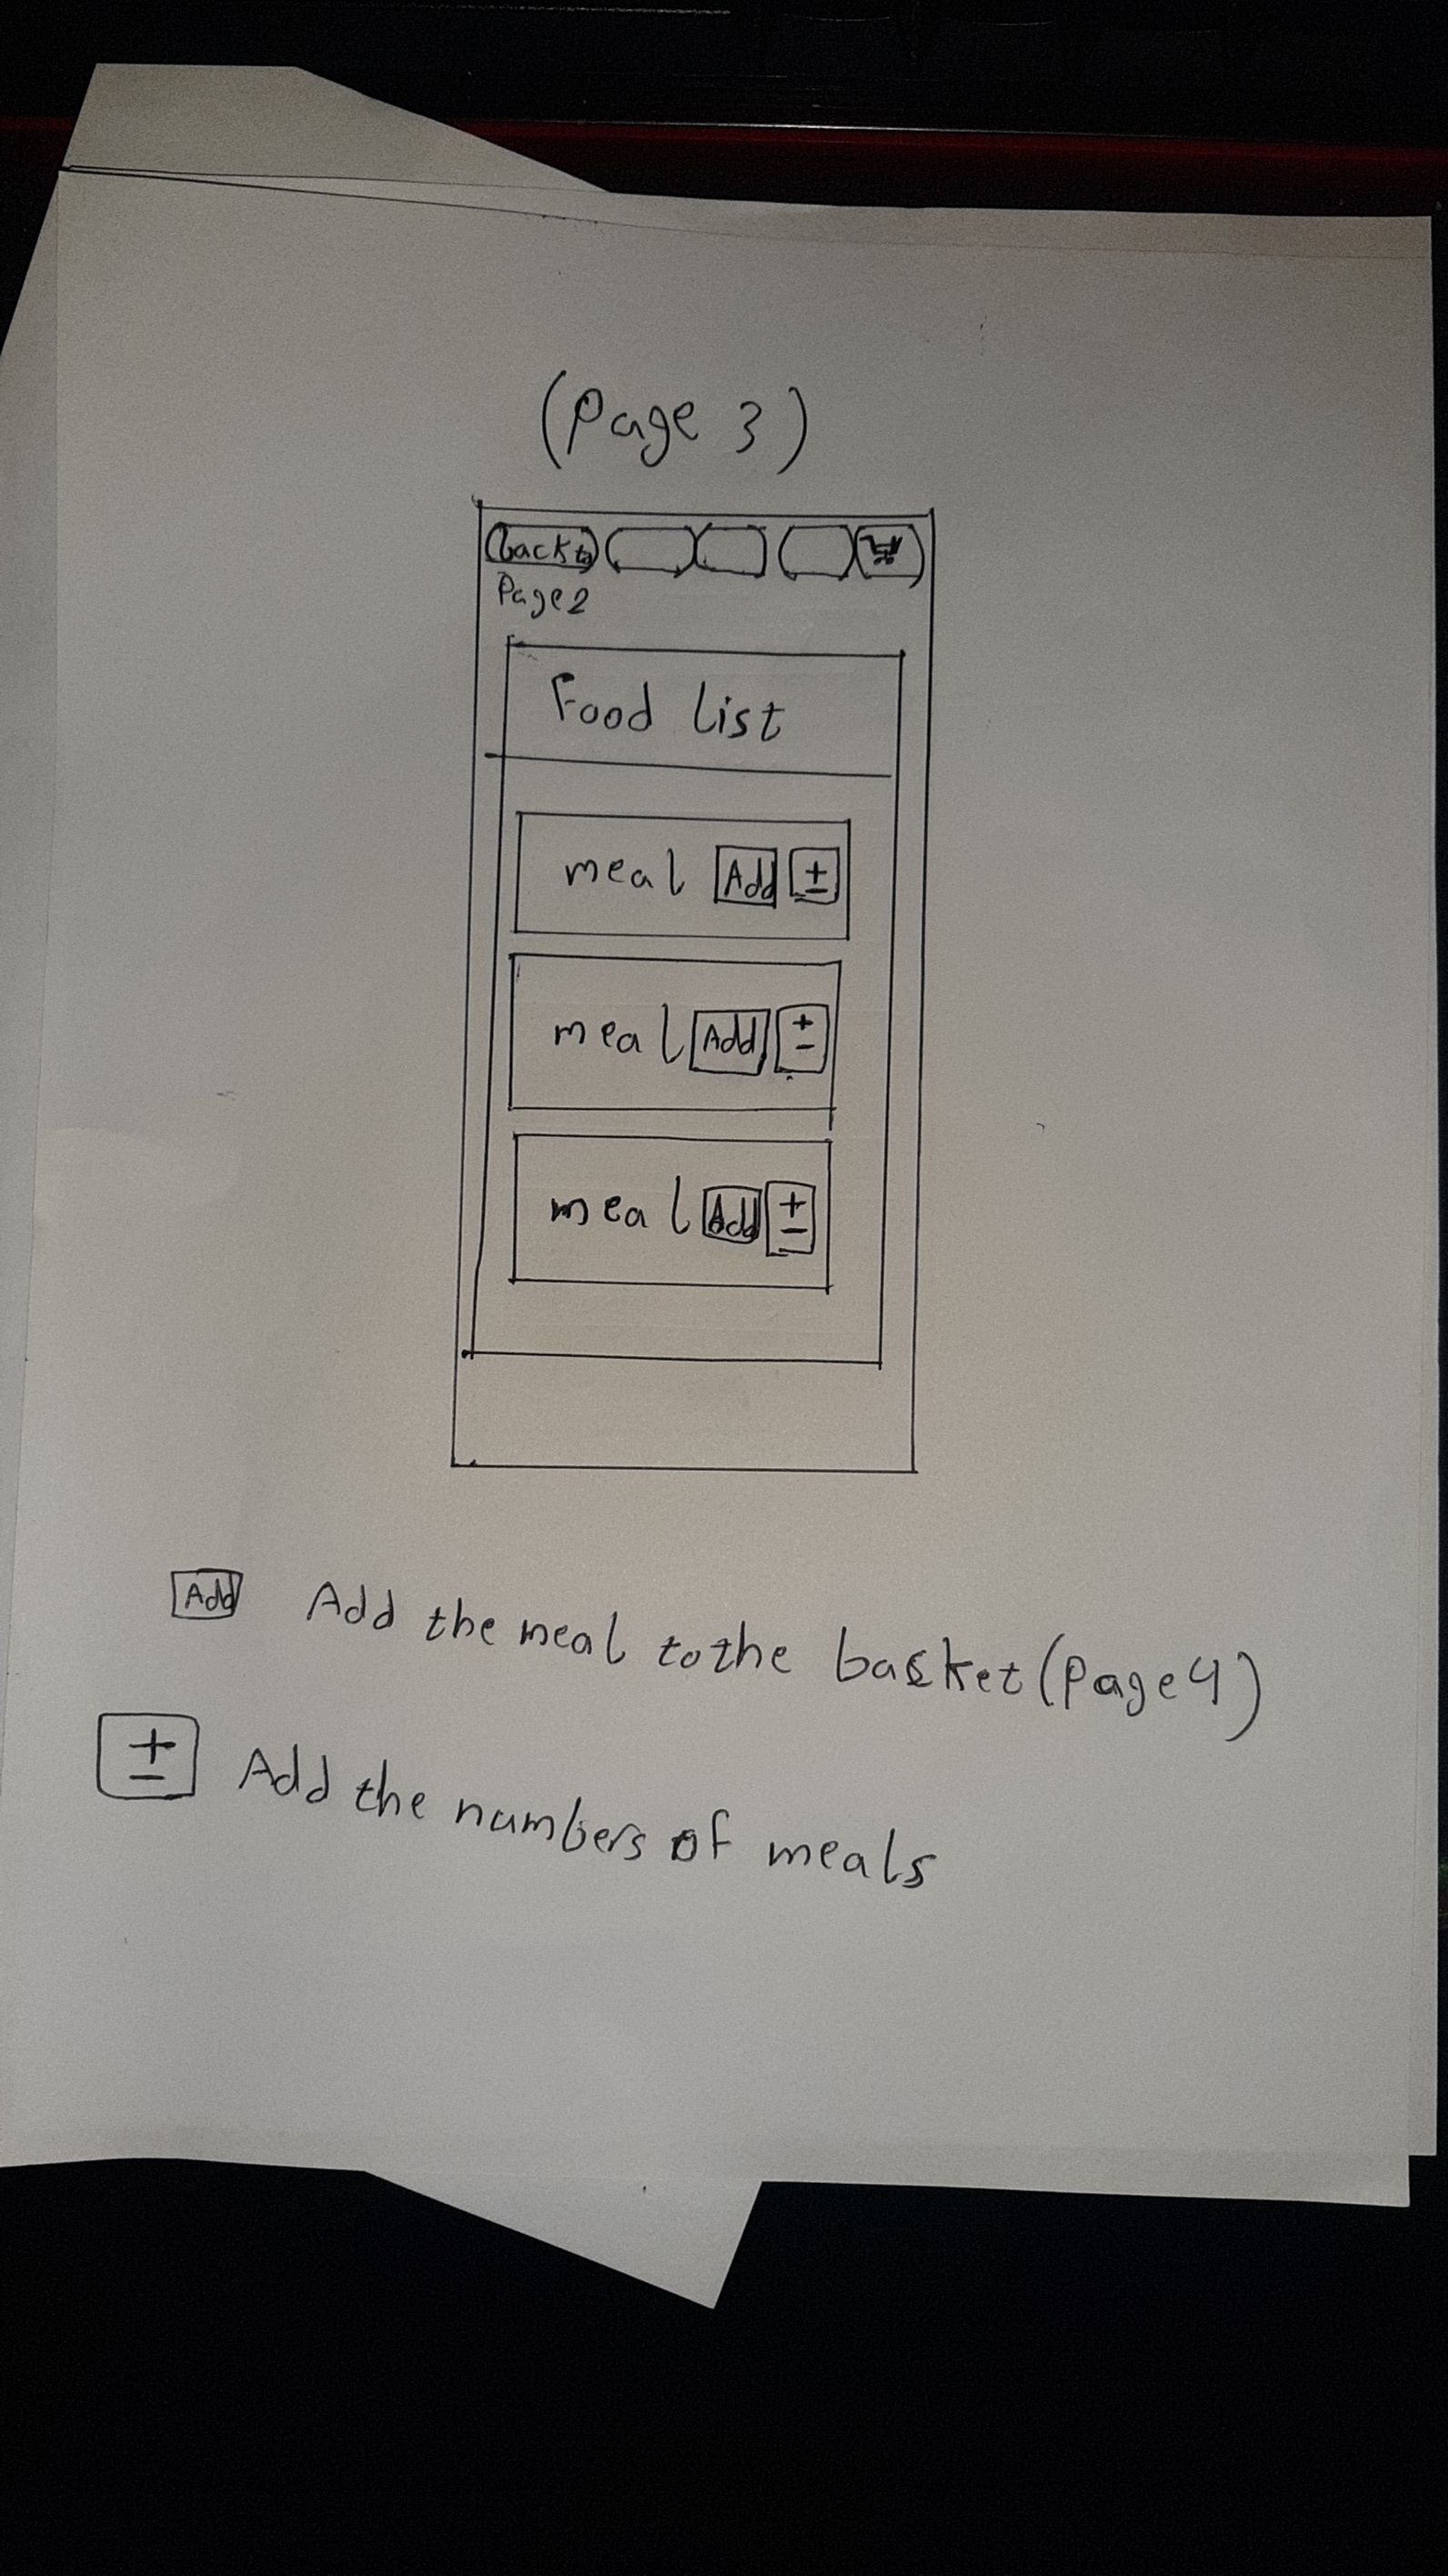 (Page 3)
back to
Page 2
Food List
meal Add +-
meal Add +-
meal Add +-
Add Add the meal to the basket (Page 4)
+- Add the numbers of meals